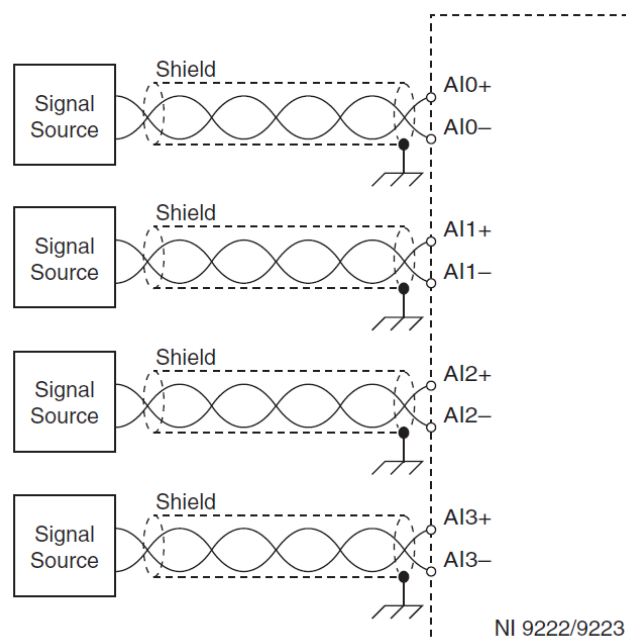 Shield
Signal
Source
AI0+
AI0–
Shield
Signal
Source
AI1+
AI1–
Shield
Signal
Source
AI2+
AI2–
Shield
Signal
Source
AI3+
AI3–
NI 9222/9223